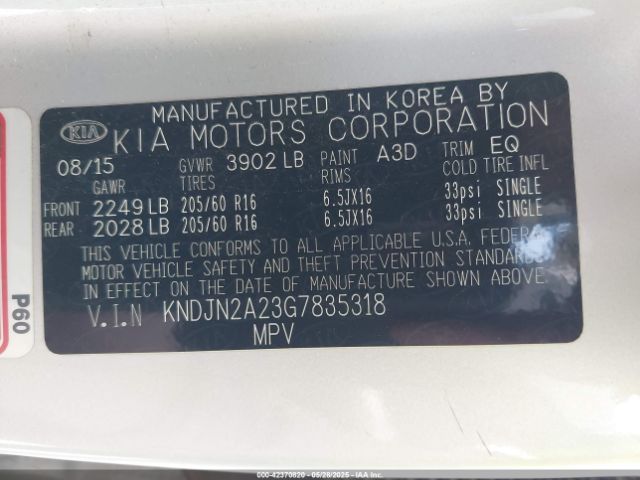 MANUFACTURED IN KOREA BY
KIA KIA MOTORS CORPORATION
08/15 GVWR 3902 LB PAINT A3D TRIM EQ
GAWR TIRES RIMS COLD TIRE INFL
FRONT 2249 LB 205/60 R16 6.5JX16 33psi SINGLE
REAR 2028 LB 205/60 R16 6.5JX16 33psi SINGLE
THIS VEHICLE CONFORMS TO ALL APPLICABLE U.S.A. FEDERA
MOTOR VEHICLE SAFETY AND THEFT PREVENTION STANDARDS
IN EFFECT ON THE DATE OF MANUFACTURE SHOWN ABOVE.
V.I.N KNDJN2A23G7835318
MPV
P60
000-42370820 - 05/28/2025 - IAA Inc.